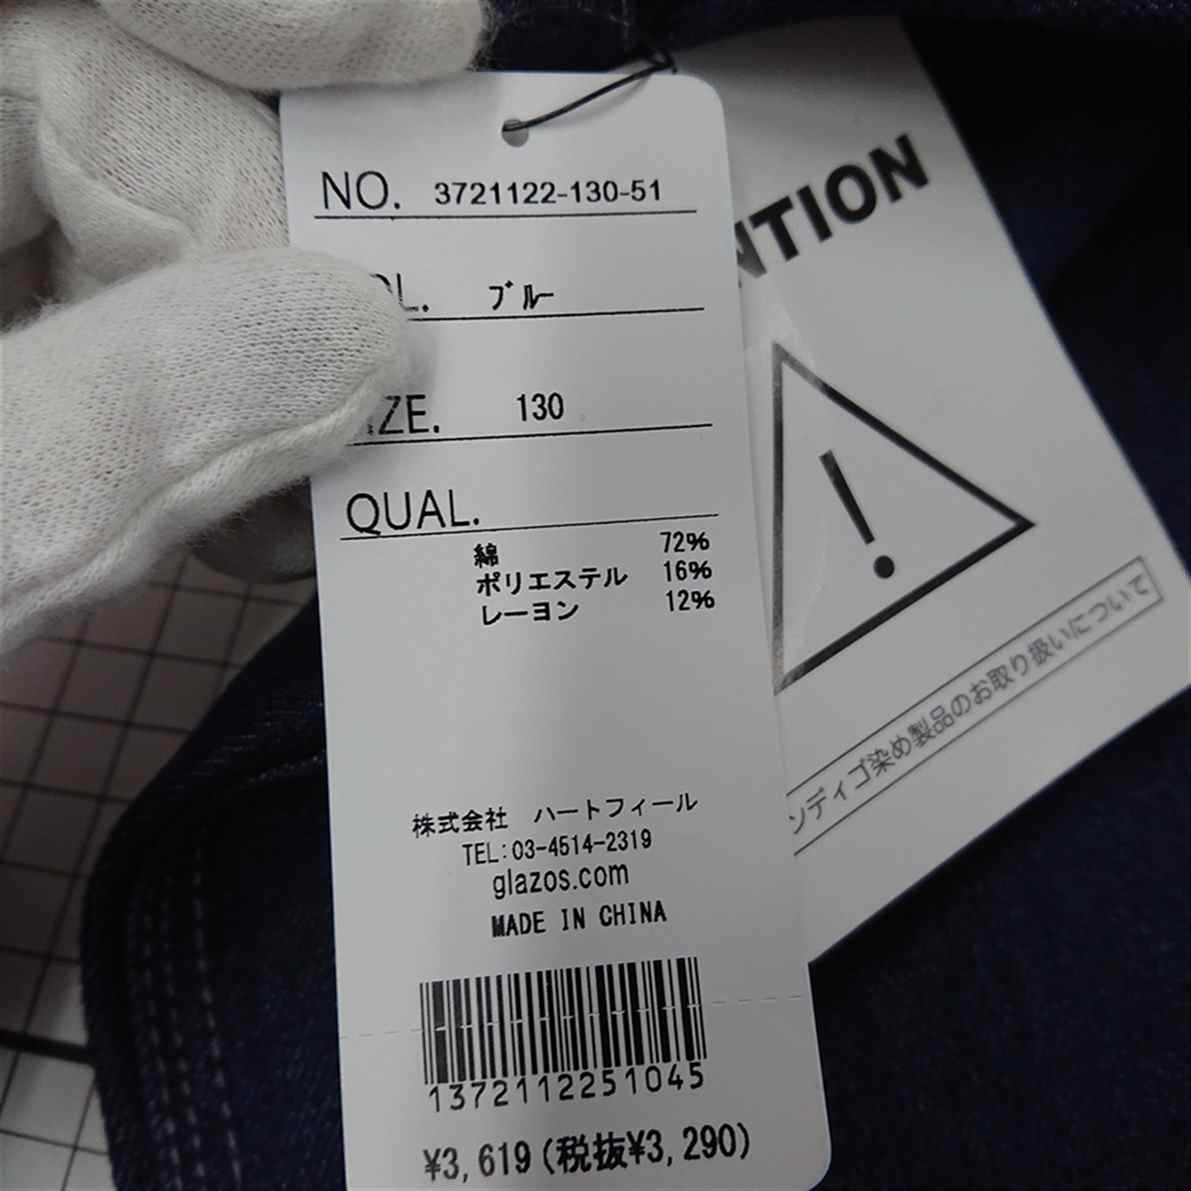 NO. 3721122-130-51
OL. ブルー
ZE. 130
QUAL.
綿 72%
ポリエステル 16%
レーヨン 12%
株式会社 ハートフィール
TEL:03-4514-2319
glazos.com
MADE IN CHINA
1372112251045
¥3,619(税抜¥3,290)
NTION
!
ンディゴ染め製品のお取り扱いについて